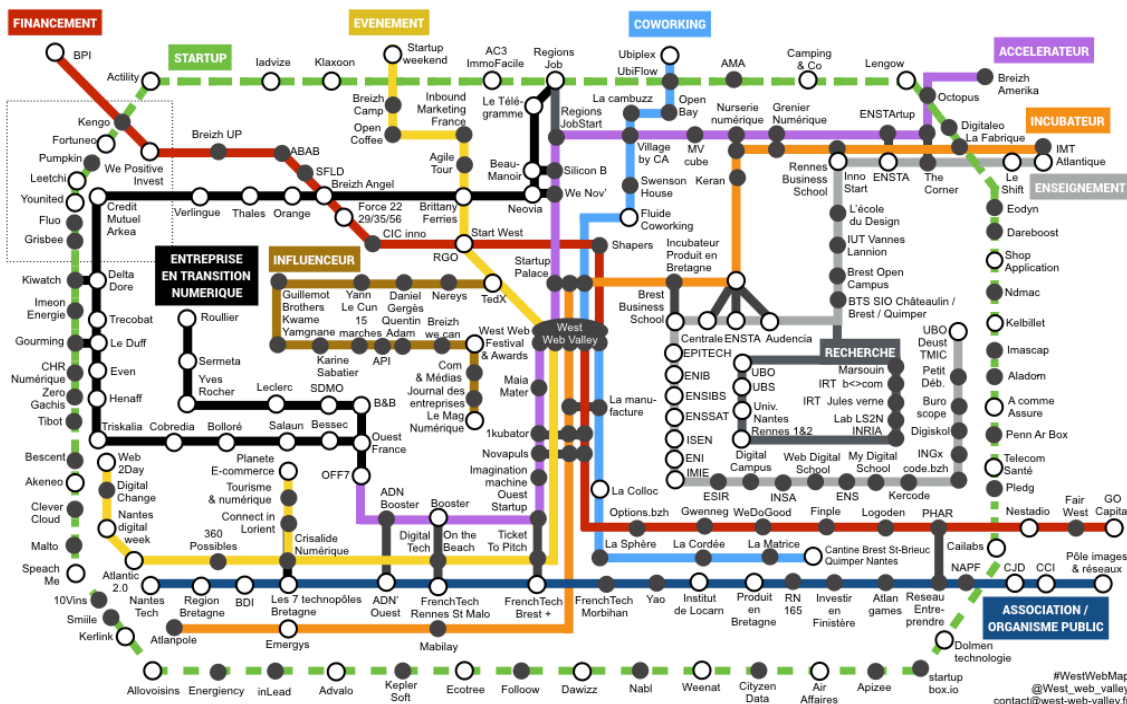 FINANCEMENT
BPI
STARTUP
Actility
Iadvize
Klaxoon
EVENEMENT
Startup
weekend
AC3
ImmoFacile
Regions
Job
COWORKING
Ubiplex
UbiFlow
AMA
Camping
& Co
Lengow
ACCELERATEUR
Breizh
Amerika
Octopus
Kengo
Fortuneo
Pumpkin
Leetchi
Younited
Fluo
Grisbee
We Positive
Invest
Breizh UP
ABAB
SFLD
Breizh Angel
Breizh
Camp
Open
Coffee
Inbound
Marketing
France
Agile
Tour
Le Télé-
gramme
Regions
JobStart
Beau-
Manoir
Silicon B
We Nov'
Neovia
La cambuzz
Open
Bay
Village
by CA
MV
cube
Nurserie
numérique
Grenier
Numérique
Keran
Swenson
House
Fluide
Coworking
ENSTArtup
Rennes
Business
School
Inno
Start
ENSTA
The
Corner
Digitaleo
La Fabrique
INCUBATEUR
IMT
Atlantique
Le
Shift
ENSEIGNEMENT
Credit
Mutuel
Arkea
Verlingue
Thales
Orange
Force 22
29/35/56
CIC inno
Brittany
Ferries
Start West
RGO
Shapers
Startup
Palace
Incubateur
Produit en
Bretagne
L'école
du Design
IUT Vannes
Lannion
Brest Open
Campus
BTS SIO Châteaulin /
Brest / Quimper
Eodyn
Dareboost
Shop
Application
Ndmac
Kelbillet
Imascap
Aladom
A comme
Assure
Penn Ar Box
Telecom
Santé
Pledg
Kiwatch
Imeon
Energie
Gourming
CHR
Numérique
Zero
Gachis
Tibot
Bescent
Akeneo
Clever
Cloud
Malto
Speach
Me
Delta
Dore
Trecobat
Le Duff
Even
Henaff
Triskalia
ENTREPRISE
EN TRANSITION
NUMERIQUE
Roullier
Sermeta
Yves
Rocher
Leclerc
SDMO
B&B
Cobredia
Bolloré
Salaun
Bessec
Ouest
France
OFF7
INFLUENCEUR
Guillemot
Brothers
Kwame
Yamgnane
Yann
Le Cun
15
marches
Daniel
Gergès
Quentin
Adam
Nereys
TedX
Breizh
we can
Karine
Sabatier
API
West Web
Festival
& Awards
Com
& Médias
Journal des
entreprises
Le Mag
Numérique
West
Web Valley
Maia
Mater
1kubator
Novapuls
Imagination
machine
Ouest
Startup
La manu-
facture
La Colloc
Brest
Business
School
Centrale
ENSTA
Audencia
EPITECH
ENIB
ENSIBS
ENSSAT
ISEN
ENI
IMIE
RECHERCHE
UBO
UBS
Univ.
Nantes
Rennes 1&2
Marsouin
IRT b<>com
IRT Jules verne
Lab LS2N
INRIA
UBO
Deust
TMIC
Petit
Déb.
Buro
scope
Digiskol
INGx
code.bzh
Digital
Campus
Web Digital
School
My Digital
School
ESIR
INSA
ENS
Kercode
Web
2Day
Digital
Change
Nantes
digital
week
Atlantic
2.0
Planete
E-commerce
Tourisme
& numérique
Connect in
Lorient
360
Possibles
Crisalide
Numérique
ADN
Booster
Booster
Digital
Tech
On the
Beach
Ticket
To Pitch
Options.bzh
Gwenneg
WeDoGood
Finple
Logoden
PHAR
Nestadio
Fair
West
GO
Capital
La Sphère
La Cordée
La Matrice
Cantine Brest St-Brieuc
Quimper Nantes
Cailabs
Nantes
Tech
Region
Bretagne
BDI
Les 7 technopôles
Bretagne
ADN'
Ouest
FrenchTech
Rennes St Malo
FrenchTech
Brest +
FrenchTech
Morbihan
Yao
Institut
de Locarn
Produit
en
Bretagne
RN
165
Investir
en
Finistère
Atlan
games
Reseau
Entre-
prendre
NAPF
CJD
CCI
Pôle images
& réseaux
ASSOCIATION /
ORGANISME PUBLIC
10Vins
Smiile
Kerlink
Atlanpole
Emergys
Mabilay
Dolmen
technologie
Allovoisins
Energiency
inLead
Advalo
Kepler
Soft
Ecotree
Folloow
Dawizz
Nabl
Weenat
Cityzen
Data
Air
Affaires
Apizee
startup
box.io
#WestWebMap
@West_web_valley
contact@west-web-valley.fr